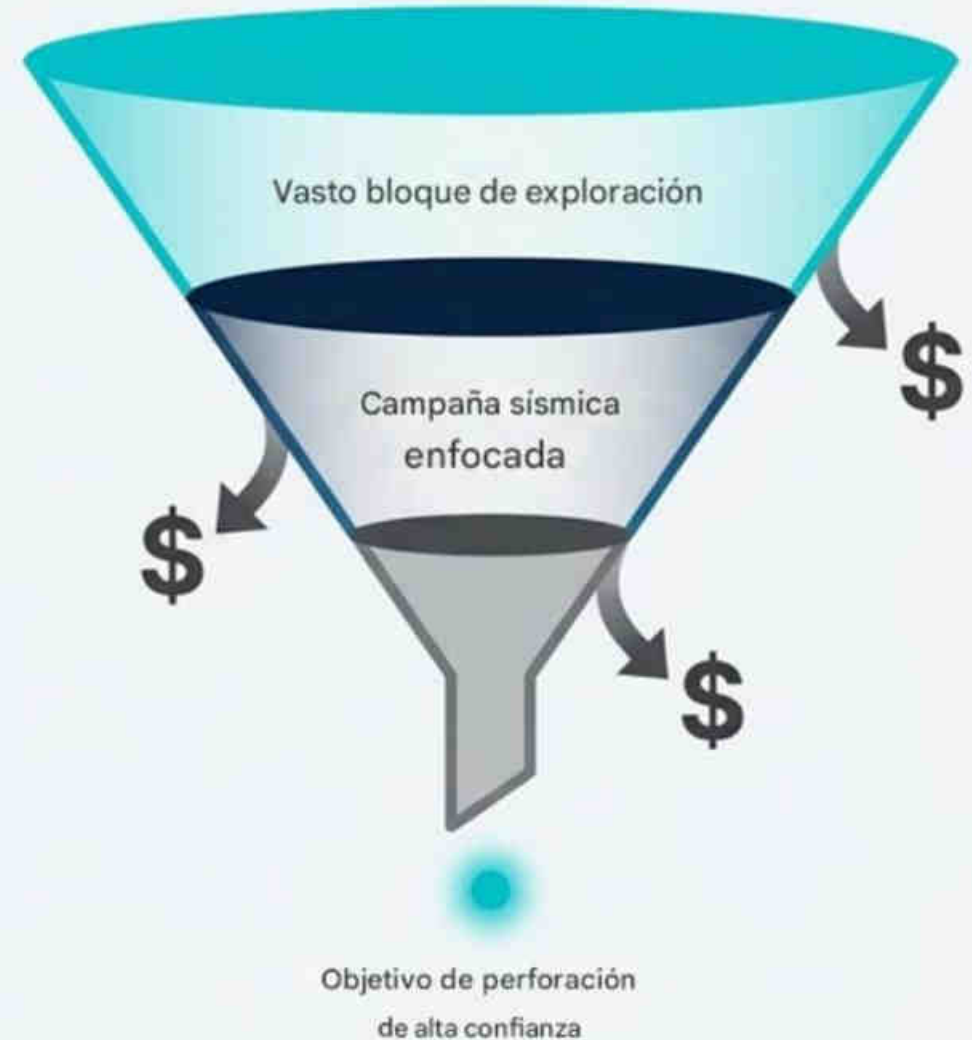 Vasto bloque de exploración
$
Campaña sísmica
enfocada
$
$
Objetivo de perforación
de alta confianza